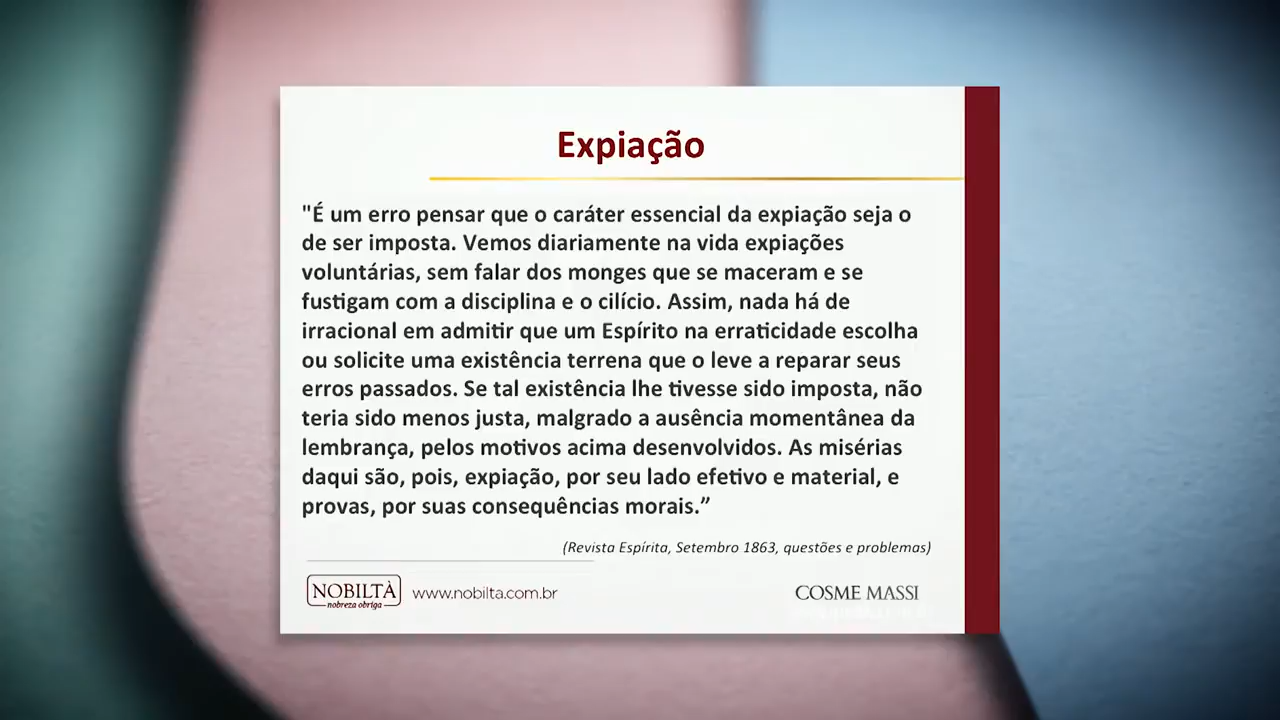 Expiação
"É um erro pensar que o caráter essencial da expiação seja o
de ser imposta. Vemos diariamente na vida expiações
voluntárias, sem falar dos monges que se maceram e se
fustigam com a disciplina e o cilício. Assim, nada há de
irracional em admitir que um Espírito na erraticidade escolha
ou solicite uma existência terrena que o leve a reparar seus
erros passados. Se tal existência lhe tivesse sido imposta, não
teria sido menos justa, malgrado a ausência momentânea da
lembrança, pelos motivos acima desenvolvidos. As misérias
daqui são, pois, expiação, por seu lado efetivo e material, e
provas, por suas consequências morais.”
(Revista Espírita, Setembro 1863, questões e problemas)
NOBILTÀ www.nobilta.com.br COSME MASSI
nobreza obriga